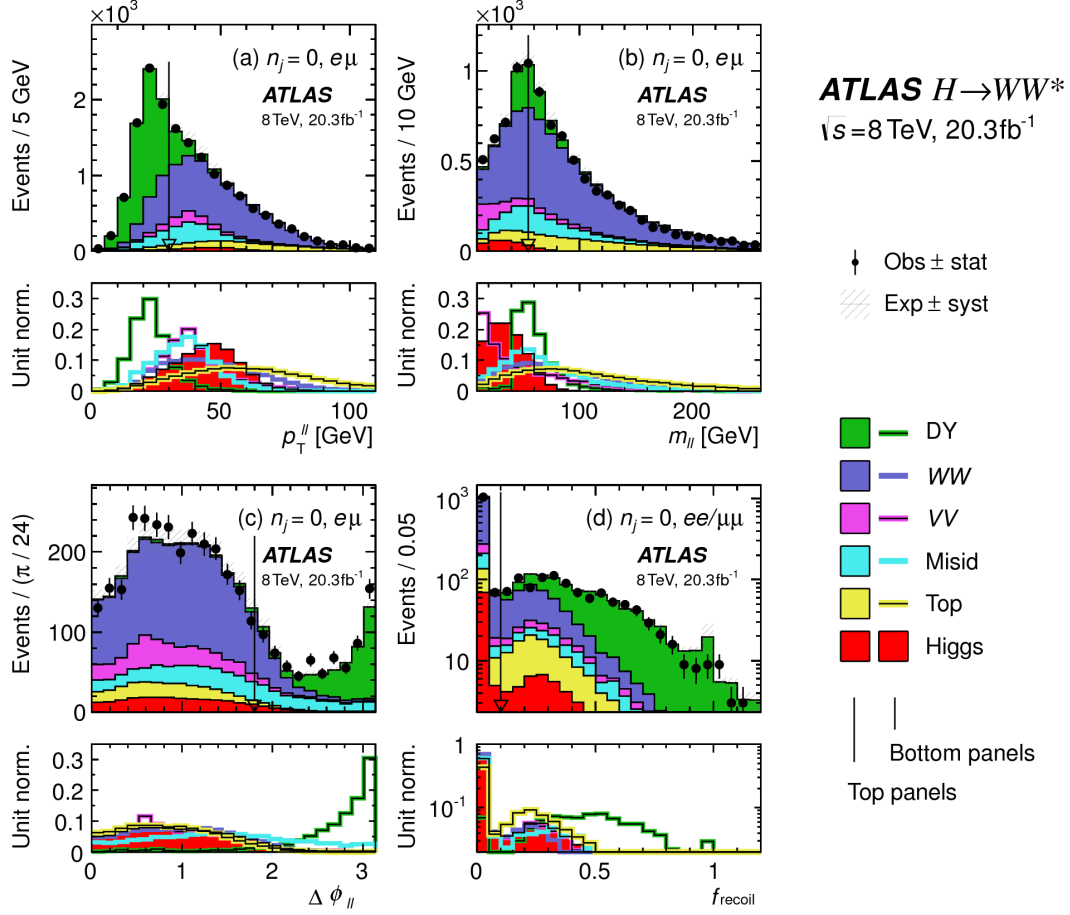 ×10³
Events / 5 GeV
3
2
1
0
(a) n_j = 0, eμ
ATLAS
8 TeV, 20.3 fb⁻¹
Unit norm.
0.3
0.2
0.1
0
0 50 100
p_T^ll [GeV]
×10³
Events / 10 GeV
1
0.5
0
(b) n_j = 0, eμ
ATLAS
8 TeV, 20.3 fb⁻¹
Unit norm.
0.3
0.2
0.1
0
100 200
m_ll [GeV]
Events / (π / 24)
200
100
0
(c) n_j = 0, eμ
ATLAS
8 TeV, 20.3 fb⁻¹
Unit norm.
0.3
0.2
0.1
0
0 1 2 3
Δ ϕ_ll
Events / 0.05
10³
10²
10
(d) n_j = 0, ee/μμ
ATLAS
8 TeV, 20.3 fb⁻¹
Unit norm.
1
10⁻¹
0 0.5 1
f_recoil
ATLAS H→WW*
√s = 8 TeV, 20.3 fb⁻¹
Obs ± stat
Exp ± syst
DY
WW
VV
Misid
Top
Higgs
Bottom panels
Top panels